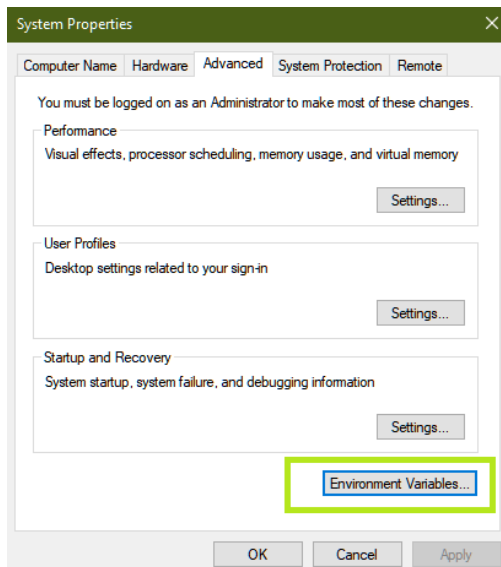 System Properties
Computer Name Hardware Advanced System Protection Remote
You must be logged on as an Administrator to make most of these changes.
Performance
Visual effects, processor scheduling, memory usage, and virtual memory
Settings...
User Profiles
Desktop settings related to your sign-in
Settings...
Startup and Recovery
System startup, system failure, and debugging information
Settings...
Environment Variables...
OK Cancel Apply